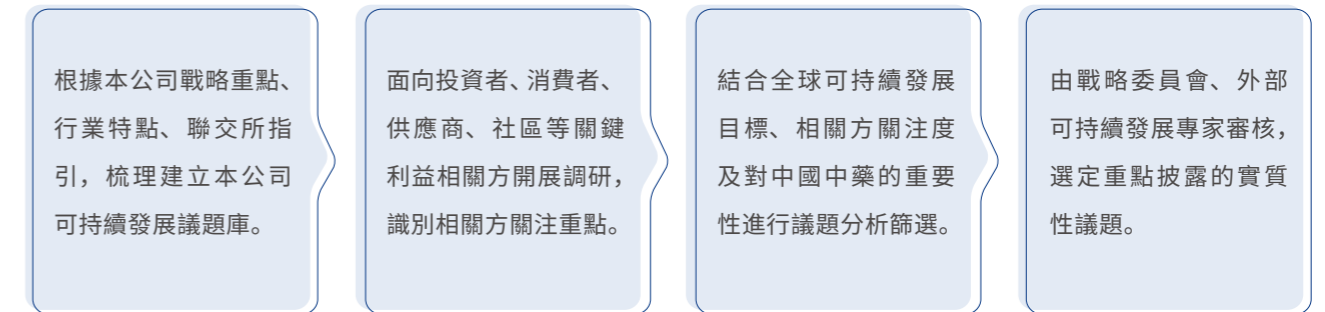 根據本公司戰略重點、
行業特點、聯交所指
引，梳理建立本公司
可持續發展議題庫。
面向投資者、消費者、
供應商、社區等關鍵
利益相關方開展調研，
識別相關方關注重點。
結合全球可持續發展
目標、相關方關注度
及對中國中藥的重要
性進行議題分析篩選。
由戰略委員會、外部
可持續發展專家審核，
選定重點披露的實質
性議題。